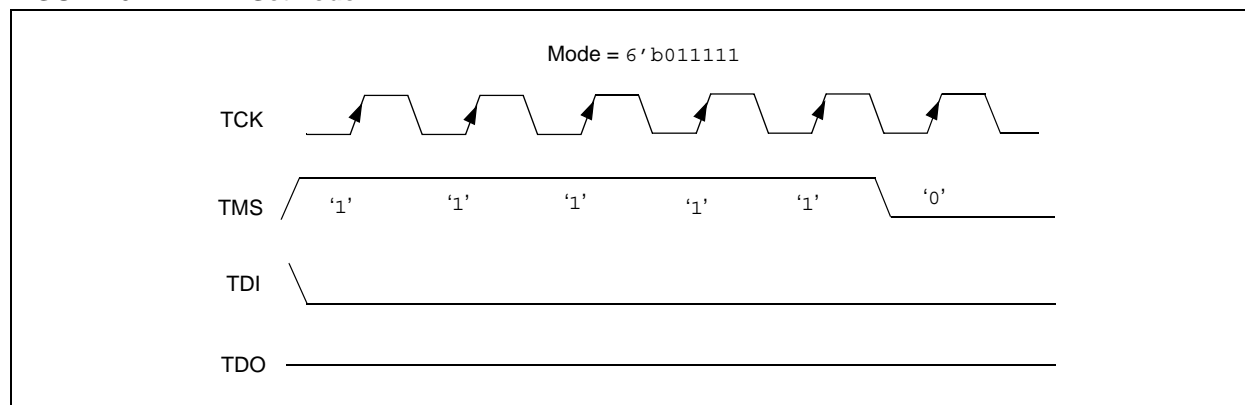 Mode = 6'b011111
TCK
TMS
‘1’ ‘1’ ‘1’ ‘1’ ‘1’ ‘0’
TDI
TDO